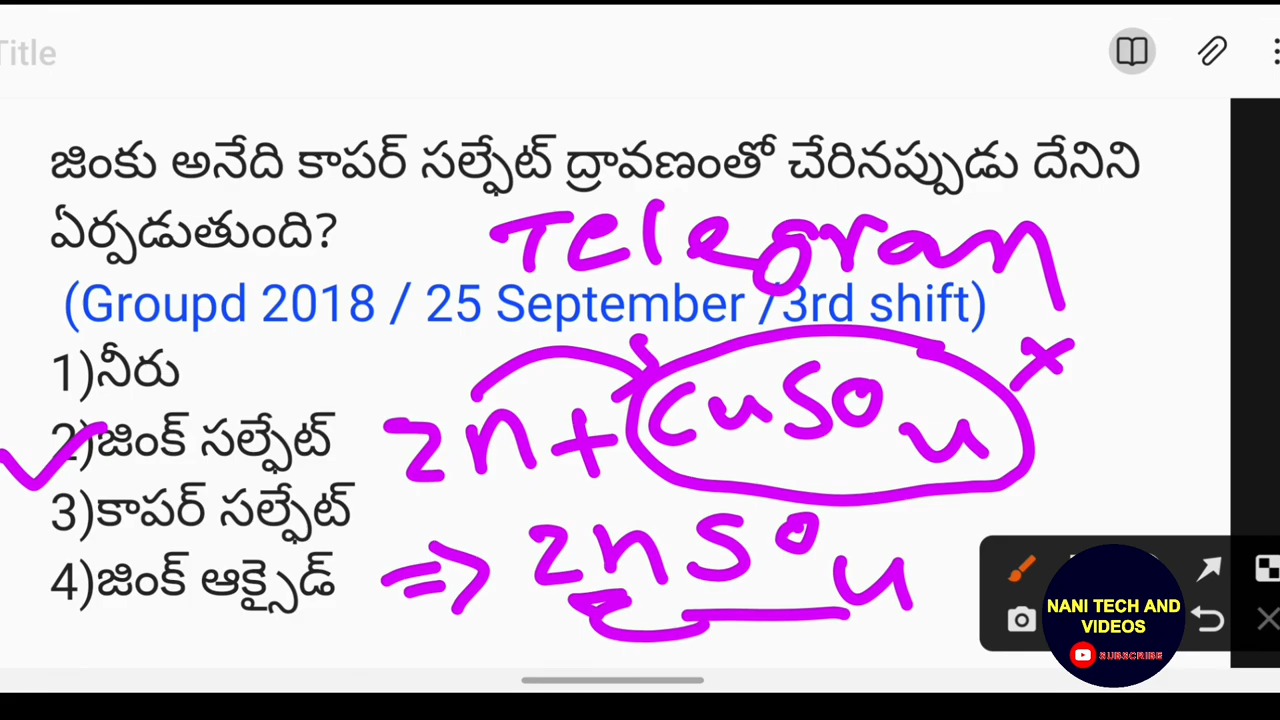 Title
జింకు అనేది కాపర్ సల్ఫేట్ ద్రావణంతో చేరినప్పుడు దేనిని
ఏర్పడుతుంది?
Telegram
(Groupd 2018 / 25 September /3rd shift)
1)నీరు
2)జింక్ సల్ఫేట్
Zn + CuSO4
3)కాపర్ సల్ఫేట్
4)జింక్ ఆక్సైడ్
=> ZnSO4
NANI TECH AND
VIDEOS
SUBSCRIBE